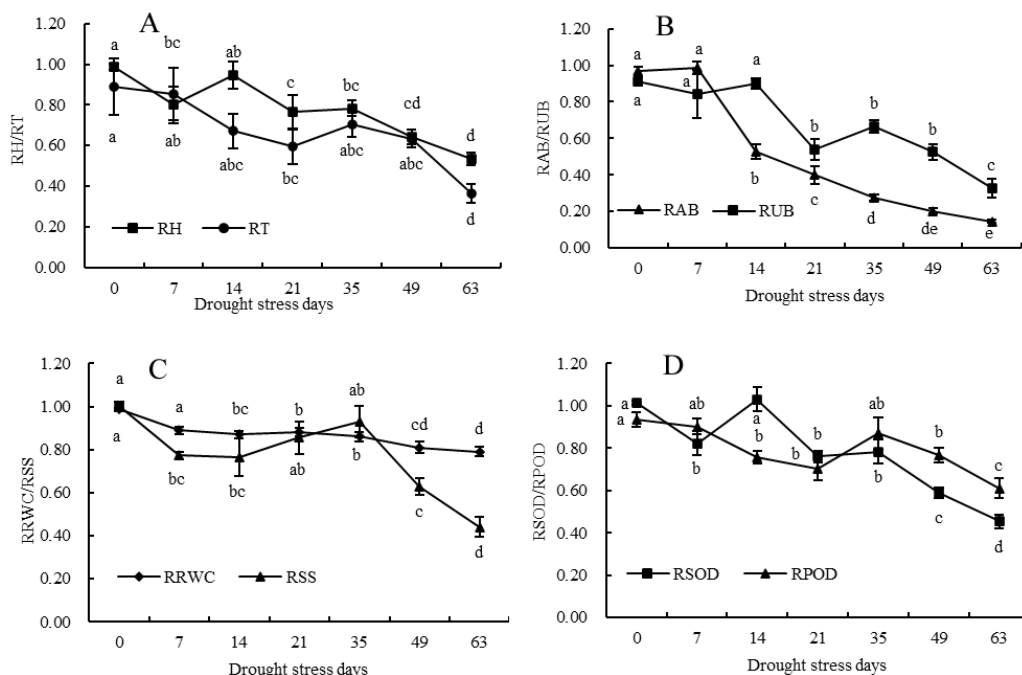 A
1.20
1.00
0.80
0.60
0.40
0.20
0.00
RH/RT
a
bc
ab
c
bc
cd
d
a
ab
abc
bc
abc
abc
d
RH
RT
0 7 14 21 35 49 63
Drought stress days
B
1.20
1.00
0.80
0.60
0.40
0.20
0.00
RAB/RUB
a
a
a
b
b
b
c
a
a
b
c
d
de
e
RAB
RUB
0 7 14 21 35 49 63
Drought stress days
C
1.20
1.00
0.80
0.60
0.40
0.20
0.00
RRWC/RSS
a
a
bc
b
ab
cd
d
a
bc
bc
ab
b
c
d
RRWC
RSS
0 7 14 21 35 49 63
Drought stress days
D
1.20
1.00
0.80
0.60
0.40
0.20
0.00
RSOD/RPOD
a
ab
a
b
b
ab
b
c
a
b
b
b
c
d
RSOD
RPOD
0 7 14 21 35 49 63
Drought stress days